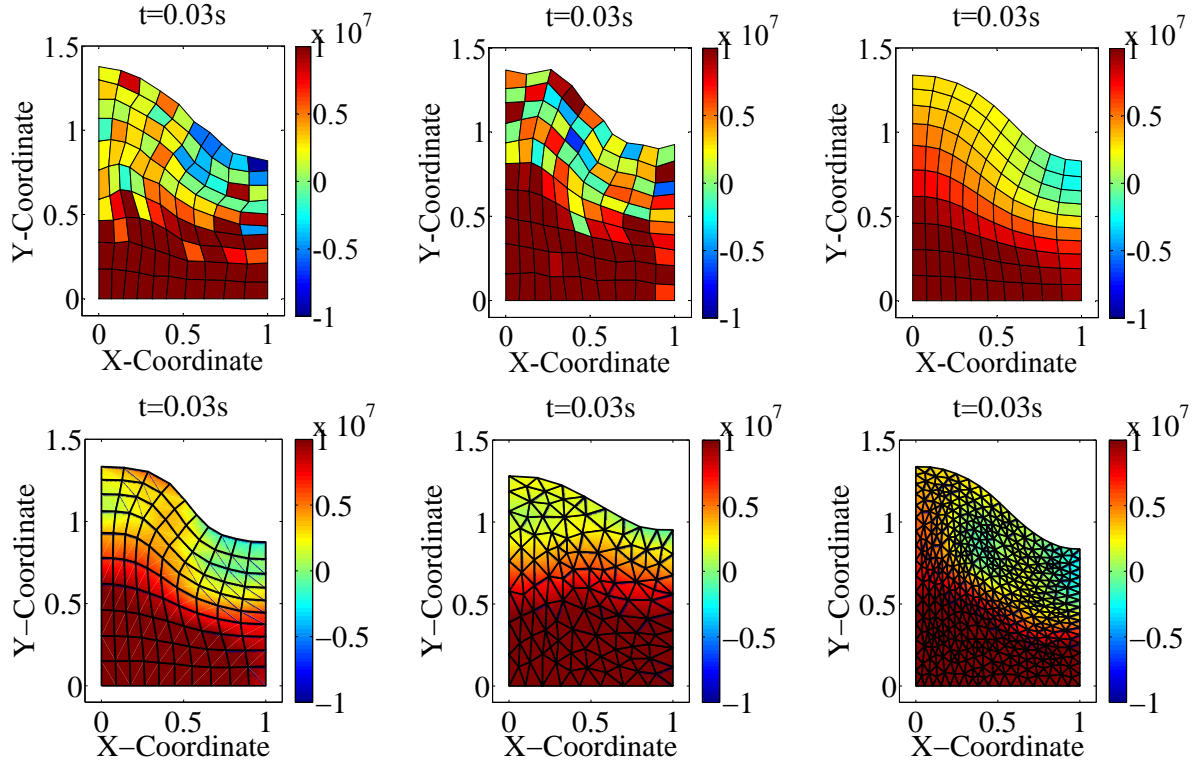 t=0.03s
x 10^7
1.5
1
0.5
0
1
0.5
0
-0.5
-1
Y-Coordinate
0 0.5 1
X-Coordinate
t=0.03s
x 10^7
1.5
1
0.5
0
1
0.5
0
-0.5
-1
Y-Coordinate
0 0.5 1
X-Coordinate
t=0.03s
x 10^7
1.5
1
0.5
0
1
0.5
0
-0.5
-1
Y-Coordinate
0 0.5 1
X-Coordinate
t=0.03s
x 10^7
1.5
1
0.5
0
1
0.5
0
−0.5
−1
Y−Coordinate
0 0.5 1
X−Coordinate
t=0.03s
x 10^7
1.5
1
0.5
0
1
0.5
0
−0.5
−1
Y−Coordinate
0 0.5 1
X−Coordinate
t=0.03s
x 10^7
1.5
1
0.5
0
1
0.5
0
−0.5
−1
Y−Coordinate
0 0.5 1
X−Coordinate